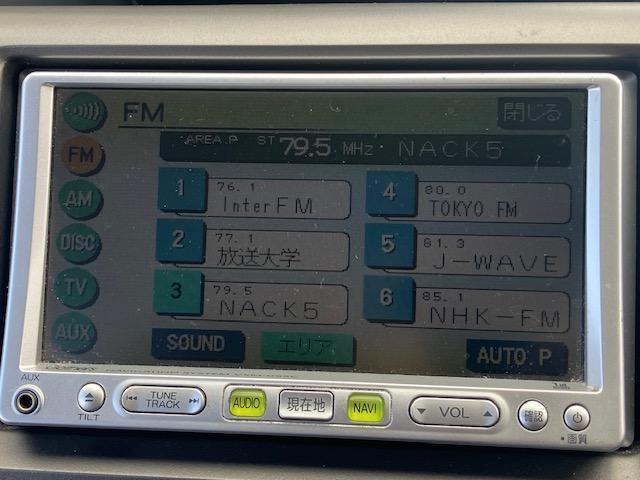 FM 閉じる
AREA.P ST 79.5 MHz NACK5
FM
AM
DISC
TV
AUX
1 76.1 InterFM
2 77.1 放送大学
3 79.5 NACK5
4 80.0 TOKYO FM
5 81.3 J-WAVE
6 85.1 NHK-FM
SOUND エリア AUTO.P
AUX
TILT
TUNE TRACK
AUDIO 現在地 NAVI
VOL
確認
画質